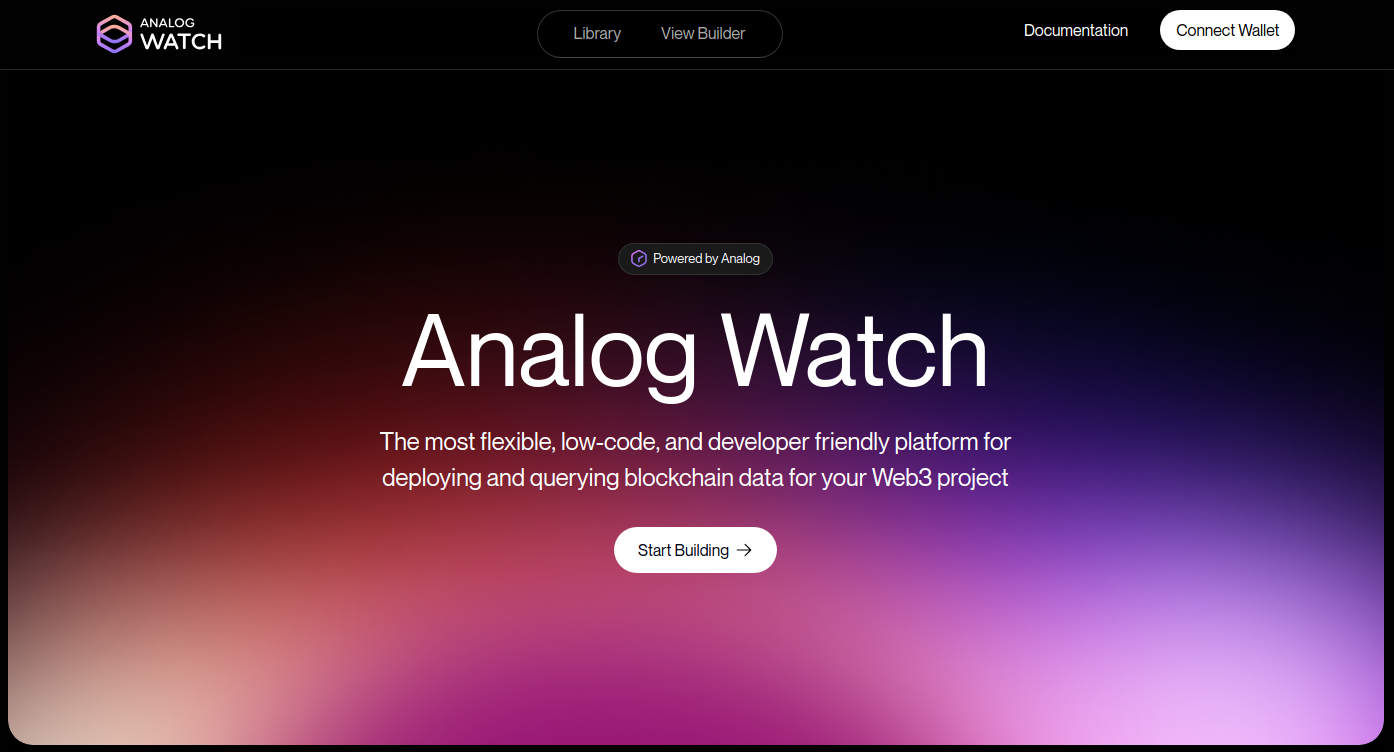 ANALOG
WATCH
Library
View Builder
Documentation
Connect Wallet
Powered by Analog
Analog Watch
The most flexible, low-code, and developer friendly platform for
deploying and querying blockchain data for your Web3 project
Start Building →